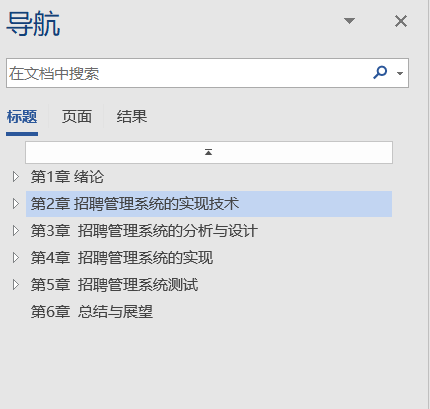 导航
在文档中搜索
标题 页面 结果
第1章 绪论
第2章 招聘管理系统的实现技术
第3章 招聘管理系统的分析与设计
第4章 招聘管理系统的实现
第5章 招聘管理系统测试
第6章 总结与展望